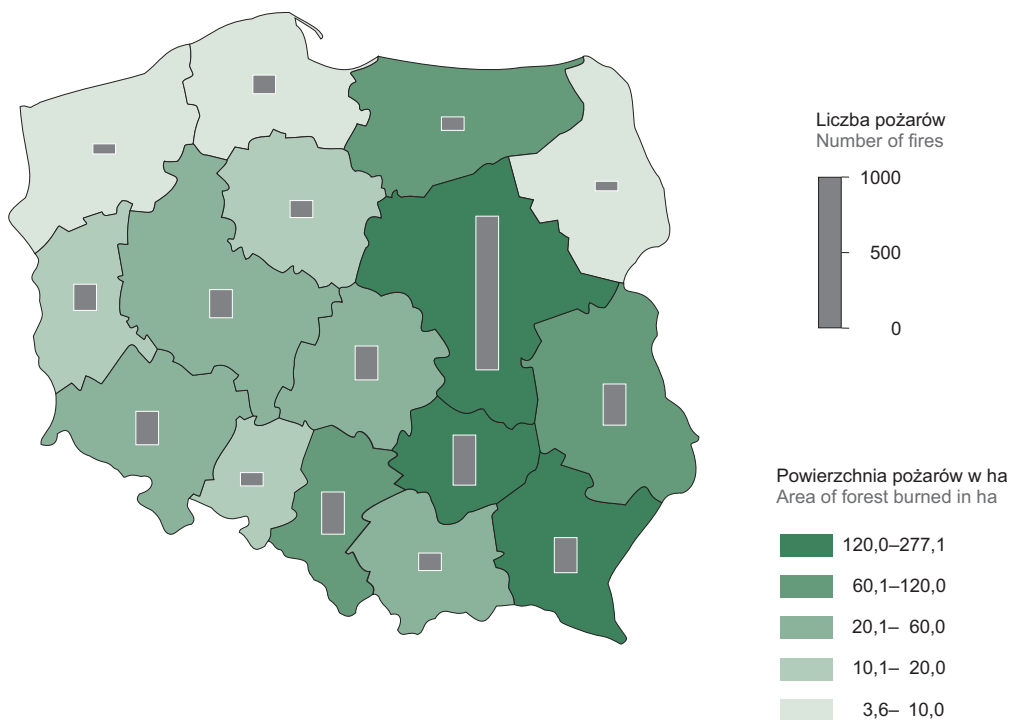 Liczba pożarów
Number of fires
1000
500
0
Powierzchnia pożarów w ha
Area of forest burned in ha
120,0–277,1
60,1–120,0
20,1– 60,0
10,1– 20,0
3,6– 10,0